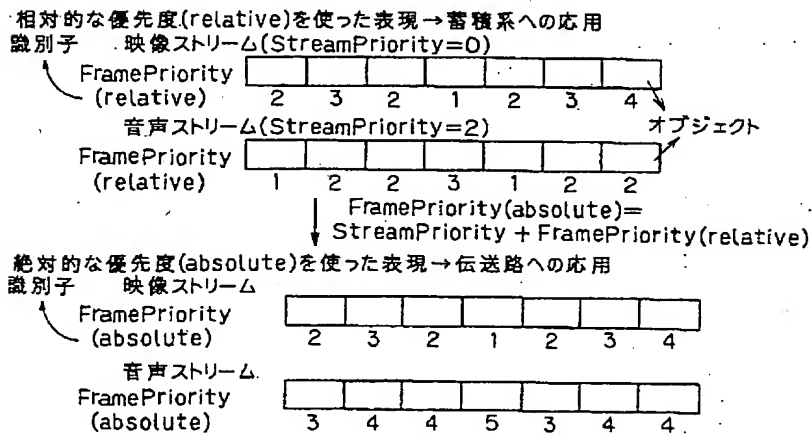 相対的な優先度(relative)を使った表現→蓄積系への応用
識別子 映像ストリーム(StreamPriority=0)
FramePriority
(relative)
2 3 2 1 2 3 4
音声ストリーム(StreamPriority=2)
オブジェクト
FramePriority
(relative)
1 2 2 3 1 2 2
FramePriority(absolute)=
StreamPriority + FramePriority(relative)
絶対的な優先度(absolute)を使った表現→伝送路への応用
識別子 映像ストリーム
FramePriority
(absolute)
2 3 2 1 2 3 4
音声ストリーム
FramePriority
(absolute)
3 4 4 5 3 4 4